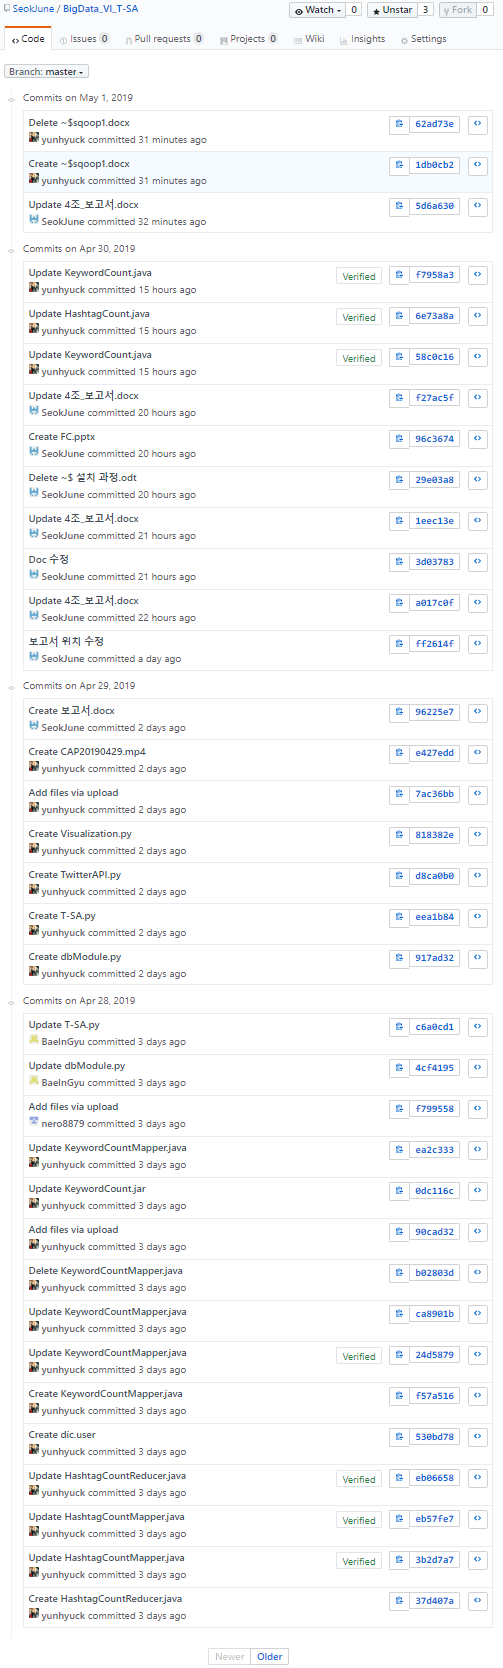 SeokJune / BigData_VI_T-SA
Watch 0 Unstar 3 Fork 0
Code Issues 0 Pull requests 0 Projects 0 Wiki Insights Settings
Branch: master
Commits on May 1, 2019
Delete ~$sqoop1.docx
62ad73e
yunhyuck committed 31 minutes ago
Create ~$sqoop1.docx
1db0cb2
yunhyuck committed 31 minutes ago
Update 4조_보고서.docx
5d6a630
SeokJune committed 32 minutes ago
Commits on Apr 30, 2019
Update KeywordCount.java
Verified f7958a3
yunhyuck committed 15 hours ago
Update HashtagCount.java
Verified 6e73a8a
yunhyuck committed 15 hours ago
Update KeywordCount.java
Verified 58c0c16
yunhyuck committed 15 hours ago
Update 4조_보고서.docx
f27ac5f
SeokJune committed 20 hours ago
Create FC.pptx
96c3674
SeokJune committed 20 hours ago
Delete ~$ 설치 과정.odt
29e03a8
SeokJune committed 20 hours ago
Update 4조_보고서.docx
1eec13e
SeokJune committed 21 hours ago
Doc 수정
3d03783
SeokJune committed 21 hours ago
Update 4조_보고서.docx
a017c0f
SeokJune committed 22 hours ago
보고서 위치 수정
ff2614f
SeokJune committed a day ago
Commits on Apr 29, 2019
Create 보고서.docx
96225e7
SeokJune committed 2 days ago
Create CAP20190429.mp4
e427edd
yunhyuck committed 2 days ago
Add files via upload
7ac36bb
yunhyuck committed 2 days ago
Create Visualization.py
818382e
yunhyuck committed 2 days ago
Create TwitterAPI.py
d8ca0b0
yunhyuck committed 2 days ago
Create T-SA.py
eea1b84
yunhyuck committed 2 days ago
Create dbModule.py
917ad32
yunhyuck committed 2 days ago
Commits on Apr 28, 2019
Update T-SA.py
c6a0cd1
BaeInGyu committed 3 days ago
Update dbModule.py
4cf4195
BaeInGyu committed 3 days ago
Add files via upload
f799558
nero8879 committed 3 days ago
Update KeywordCountMapper.java
ea2c333
yunhyuck committed 3 days ago
Update KeywordCount.jar
0dc116c
yunhyuck committed 3 days ago
Add files via upload
90cad32
yunhyuck committed 3 days ago
Delete KeywordCountMapper.java
b02803d
yunhyuck committed 3 days ago
Update KeywordCountMapper.java
ca8901b
yunhyuck committed 3 days ago
Update KeywordCountMapper.java
Verified 24d5879
yunhyuck committed 3 days ago
Create KeywordCountMapper.java
f57a516
yunhyuck committed 3 days ago
Create dic.user
530bd78
yunhyuck committed 3 days ago
Update HashtagCountReducer.java
Verified eb06658
yunhyuck committed 3 days ago
Update HashtagCountMapper.java
Verified eb57fe7
yunhyuck committed 3 days ago
Update HashtagCountMapper.java
Verified 3b2d7a7
yunhyuck committed 3 days ago
Create HashtagCountReducer.java
37d407a
yunhyuck committed 3 days ago
Newer Older